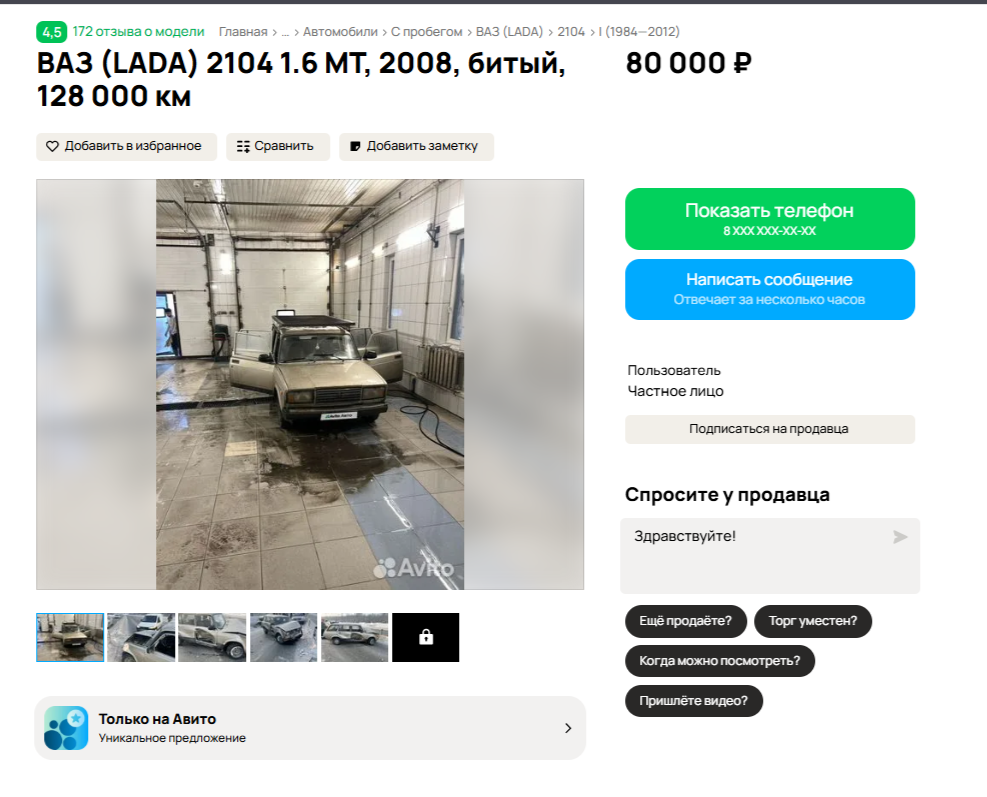 4,5 172 отзыва о модели Главная › ... › Автомобили › С пробегом › ВАЗ (LADA) › 2104 › I (1984—2012)
ВАЗ (LADA) 2104 1.6 MT, 2008, битый,
128 000 км
80 000 ₽
Добавить в избранное
Сравнить
Добавить заметку
Avito
Показать телефон
8 XXX XXX-XX-XX
Написать сообщение
Отвечает за несколько часов
Пользователь
Частное лицо
Подписаться на продавца
Спросите у продавца
Здравствуйте!
Ещё продаёте?
Торг уместен?
Когда можно посмотреть?
Пришлёте видео?
Только на Авито
Уникальное предложение